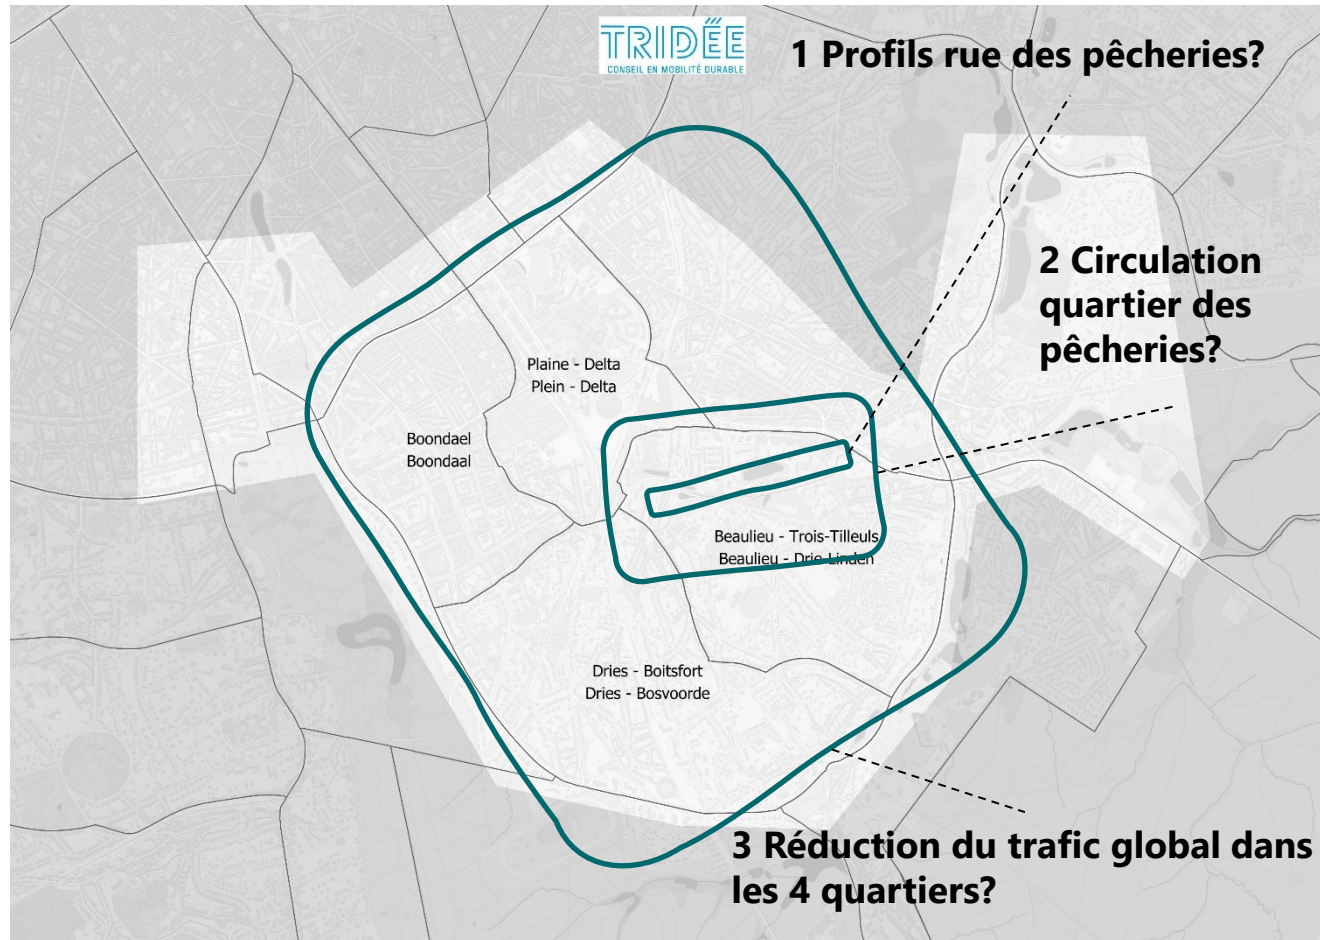 TRIDËE
CONSEIL EN MOBILITÉ DURABLE
1 Profils rue des pêcheries?
2 Circulation
quartier des
pêcheries?
Plaine - Delta
Plein - Delta
Boondael
Boondaal
Beaulieu - Trois-Tilleuls
Beaulieu - Drie-Linden
Dries - Boitsfort
Dries - Bosvoorde
3 Réduction du trafic global dans
les 4 quartiers?